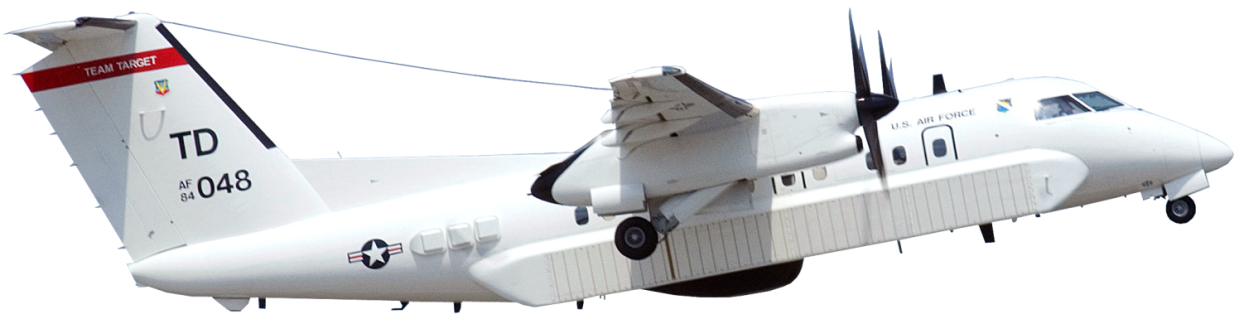 TEAM TARGET
TD
AF
84 048
U.S. AIR FORCE